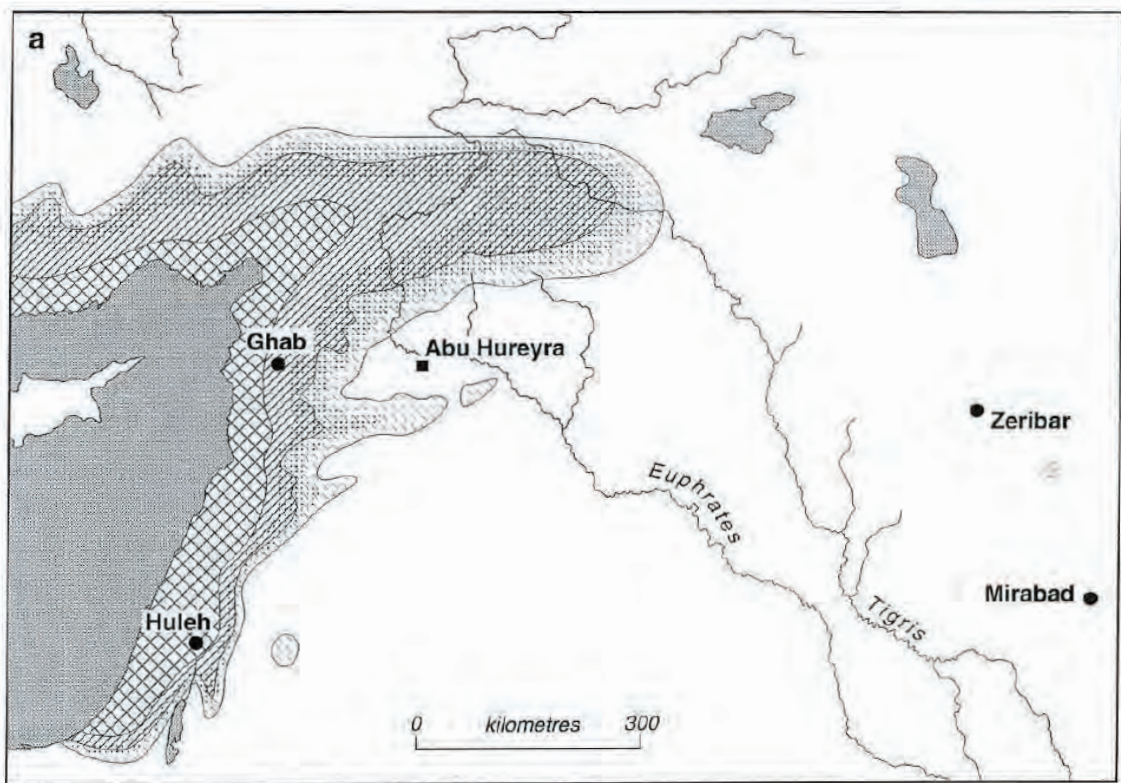 a
Ghab
Abu Hureyra
Zeribar
Euphrates
Mirabad
Tigris
Huleh
0 kilometres 300